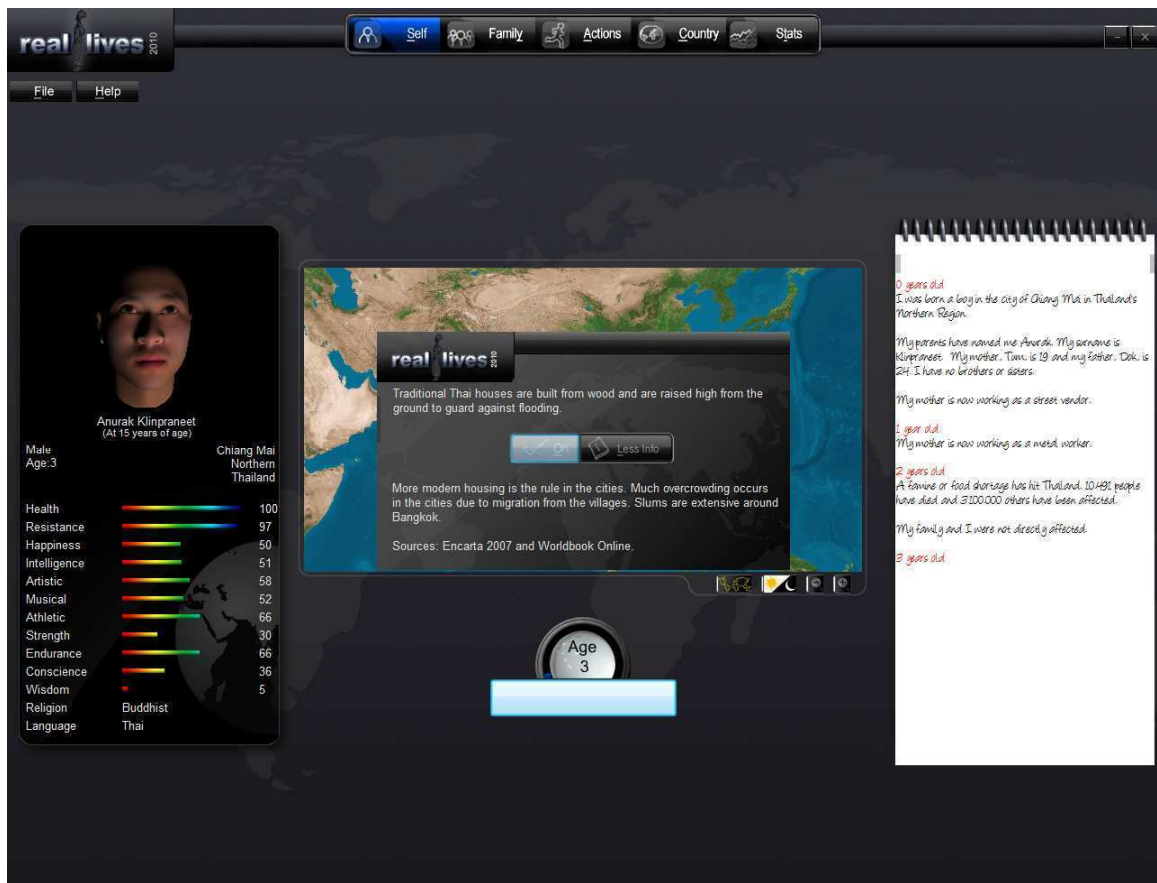 real lives 2010
Self
Family
Actions
Country
Stats
File
Help
Anurak Klinpraneet
(At 15 years of age)
Male
Age:3
Chiang Mai
Northern
Thailand
Health 100
Resistance 97
Happiness 50
Intelligence 51
Artistic 58
Musical 52
Athletic 66
Strength 30
Endurance 66
Conscience 36
Wisdom 5
Religion Buddhist
Language Thai
real lives 2010
Traditional Thai houses are built from wood and are raised high from the
ground to guard against flooding.
OK
Less Info
More modern housing is the rule in the cities. Much overcrowding occurs
in the cities due to migration from the villages. Slums are extensive around
Bangkok.
Sources: Encarta 2007 and Worldbook Online.
Age
3
0 years old
I was born a boy in the city of Chiang Mai in Thailand's
Northern Region.
My parents have named me Anurak. My surname is
Klinpraneet. My mother, Tum, is 19 and my father, Dok, is
24. I have no brothers or sisters.
My mother is now working as a street vendor.
1 year old
My mother is now working as a metal worker.
2 years old
A famine or food shortage has hit Thailand. 10,491 people
have died and 3,100,000 others have been affected.
My family and I were not directly affected.
3 years old